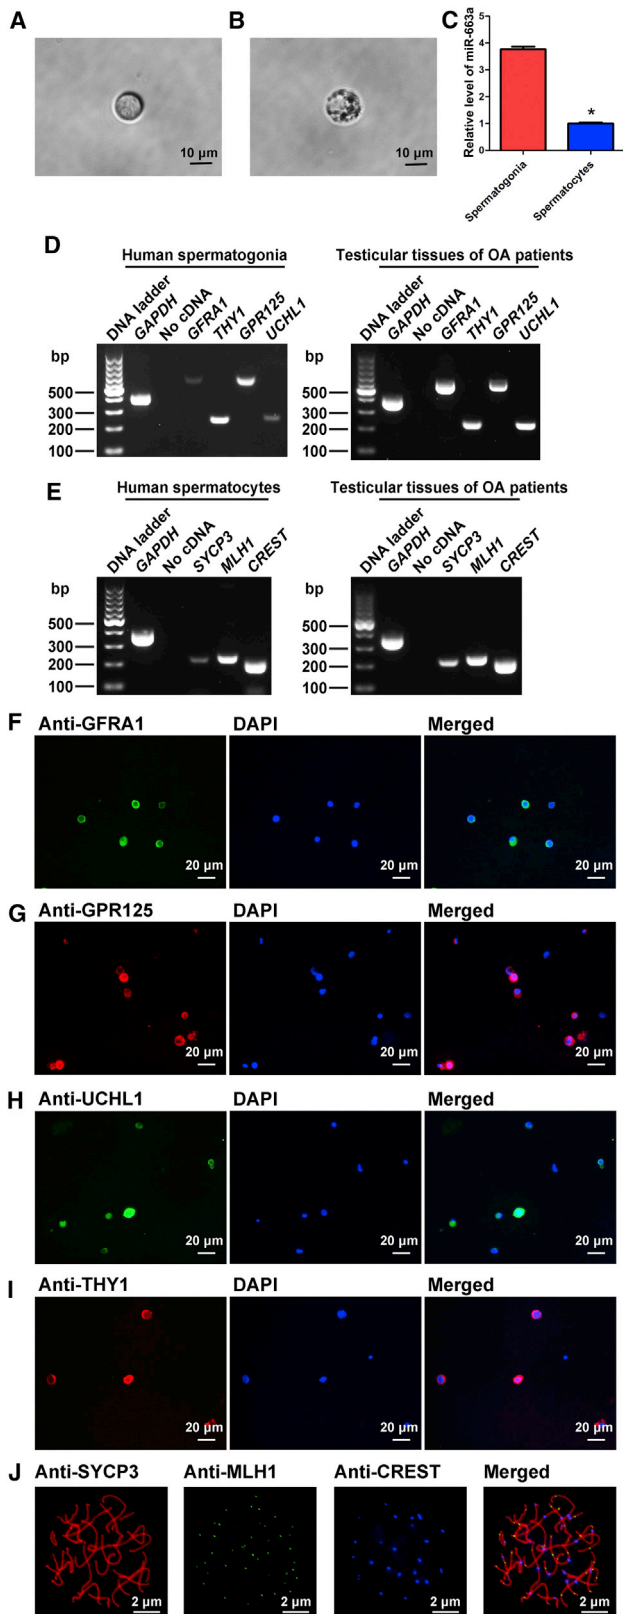 A
B
C
10 µm
10 µm
Relative level of miR-663a
5
4
3
2
1
0
*
Spermatogonia
Spermatocytes
D
Human spermatogonia
Testicular tissues of OA patients
DNA ladder
GAPDH
No cDNA
GFRA1
THY1
GPR125
UCHL1
DNA ladder
GAPDH
No cDNA
GFRA1
THY1
GPR125
UCHL1
bp
500
300
200
100
bp
500
300
200
100
E
Human spermatocytes
Testicular tissues of OA patients
DNA ladder
GAPDH
No cDNA
SYCP3
MLH1
CREST
DNA ladder
GAPDH
No cDNA
SYCP3
MLH1
CREST
bp
500
300
200
100
bp
500
300
200
100
F
Anti-GFRA1
DAPI
Merged
20 µm
20 µm
20 µm
G
Anti-GPR125
DAPI
Merged
20 µm
20 µm
20 µm
H
Anti-UCHL1
DAPI
Merged
20 µm
20 µm
20 µm
I
Anti-THY1
DAPI
Merged
20 µm
20 µm
20 µm
J
Anti-SYCP3
Anti-MLH1
Anti-CREST
Merged
2 µm
2 µm
2 µm
2 µm